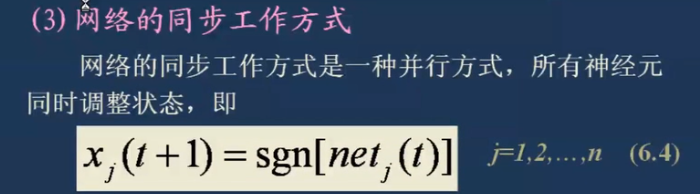 (3) 网络的同步工作方式
网络的同步工作方式是一种并行方式，所有神经元
同时调整状态，即
x_j(t+1) = sgn[net_j(t)] j=1,2,…,n (6.4)